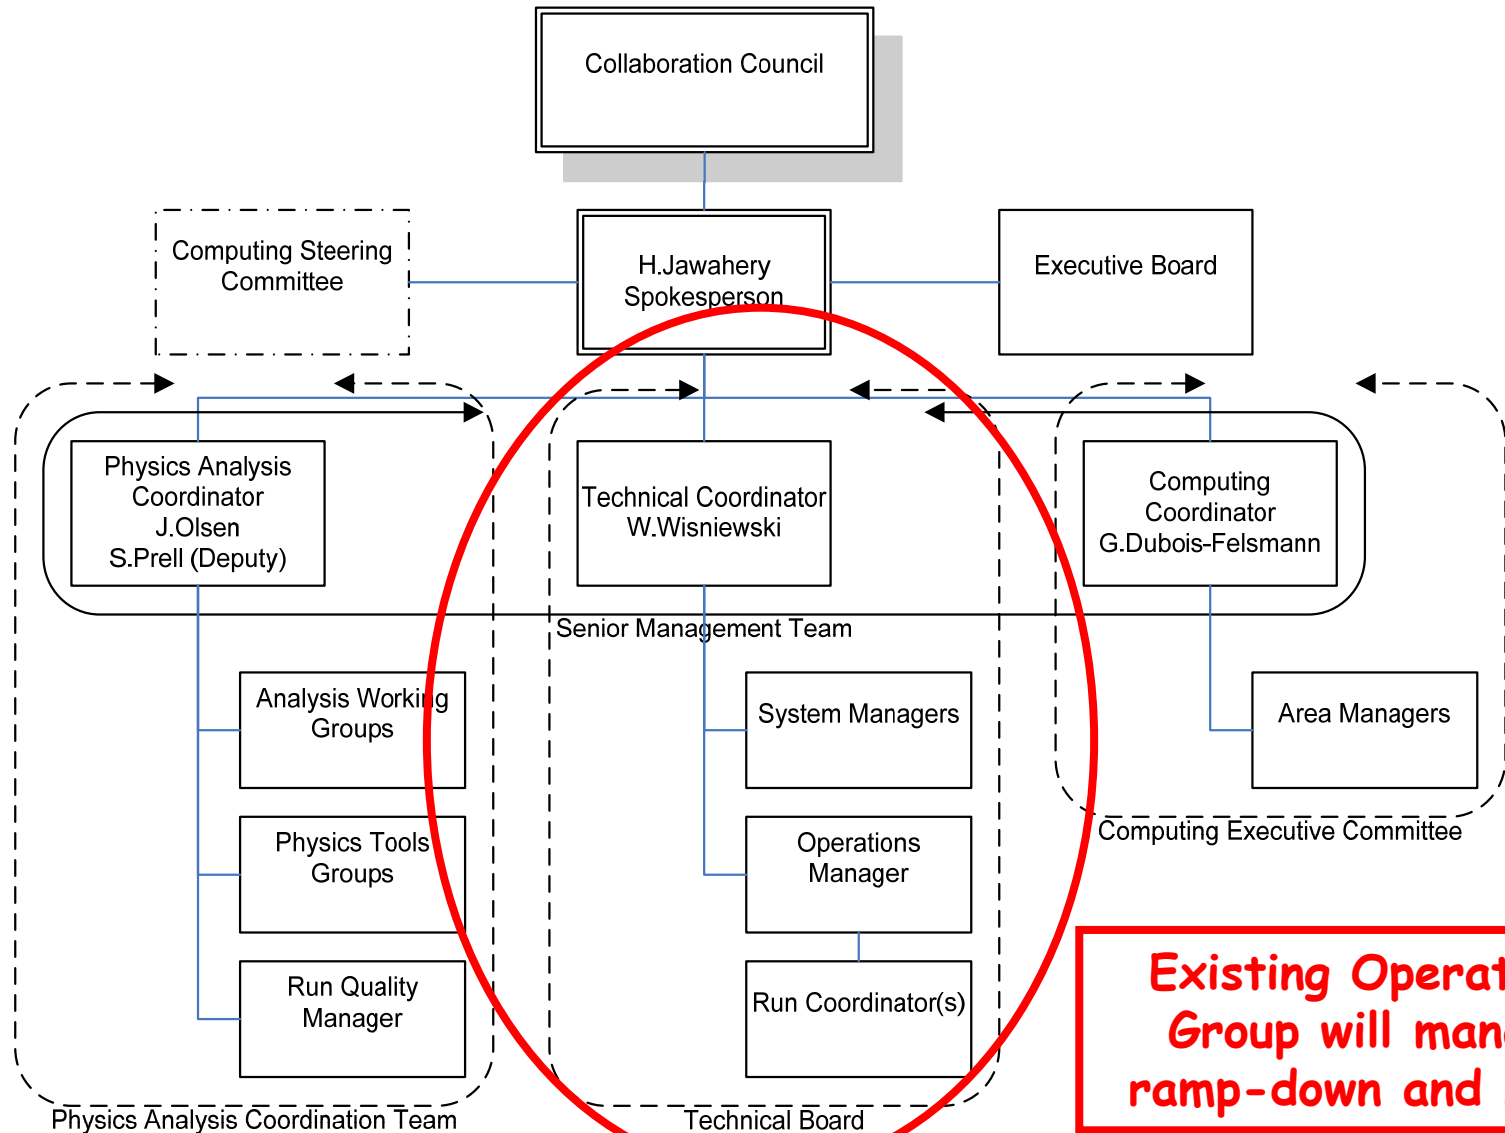 Collaboration Council
Computing Steering
Committee
H.Jawahery
Spokesperson
Executive Board
Physics Analysis
Coordinator
J.Olsen
S.Prell (Deputy)
Technical Coordinator
W.Wisniewski
Computing
Coordinator
G.Dubois-Felsmann
Senior Management Team
Analysis Working
Groups
System Managers
Area Managers
Physics Tools
Groups
Operations
Manager
Computing Executive Committee
Run Quality
Manager
Run Coordinator(s)
Existing
Group will
ramp-down and
Physics Analysis Coordination Team
Technical Board